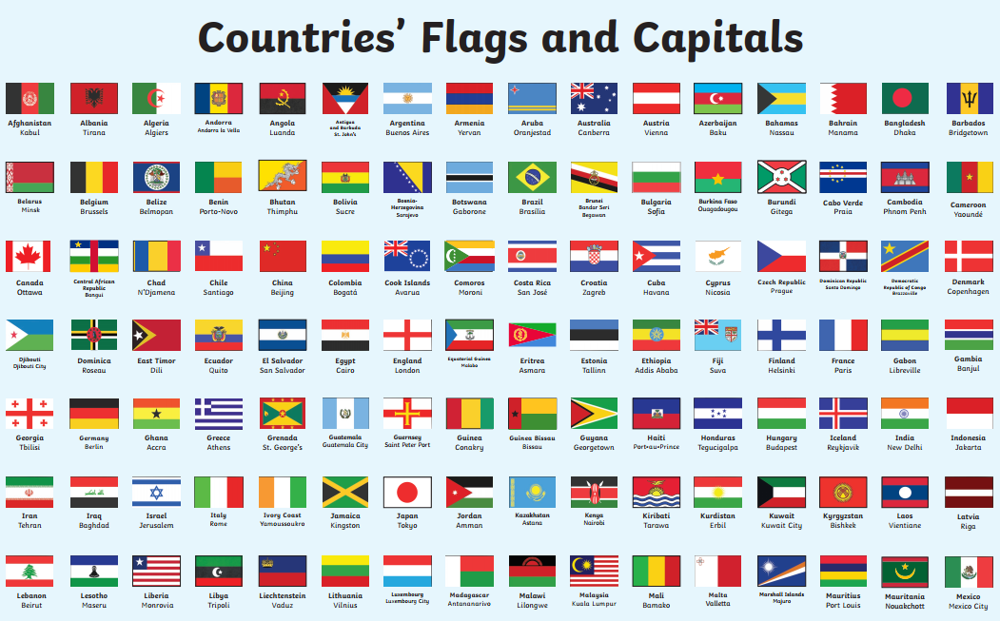 Countries' Flags and Capitals
Afghanistan
Kabul
Albania
Tirana
Algeria
Algiers
Andorra
Andorra la Vella
Angola
Luanda
Antigua
and Barbuda
St. John's
Argentina
Buenos Aires
Armenia
Yervan
Aruba
Oranjestad
Australia
Canberra
Austria
Vienna
Azerbaijan
Baku
Bahamas
Nassau
Bahrain
Manama
Bangladesh
Dhaka
Barbados
Bridgetown
Belarus
Minsk
Belgium
Brussels
Belize
Belmopan
Benin
Porto-Novo
Bhutan
Thimphu
Bolivia
Sucre
Bosnia-
Herzegovina
Sarajevo
Botswana
Gaborone
Brazil
Brasília
Brunei
Bandar Seri
Begawan
Bulgaria
Sofia
Burkina Faso
Ouagadougou
Burundi
Gitega
Cabo Verde
Praia
Cambodia
Phnom Penh
Cameroon
Yaoundé
Canada
Ottawa
Central African
Republic
Bangui
Chad
N'Djamena
Chile
Santiago
China
Beijing
Colombia
Bogatá
Cook Islands
Avarua
Comoros
Moroni
Costa Rica
San José
Croatia
Zagreb
Cuba
Havana
Cyprus
Nicosia
Czech Republic
Prague
Dominican Republic
Santo Domingo
Democratic
Republic of Congo
Brazzaville
Denmark
Copenhagen
Djibouti
Djibouti City
Dominica
Roseau
East Timor
Dili
Ecuador
Quito
El Salvador
San Salvador
Egypt
Cairo
England
London
Equatorial Guinea
Malabo
Eritrea
Asmara
Estonia
Tallinn
Ethiopia
Addis Ababa
Fiji
Suva
Finland
Helsinki
France
Paris
Gabon
Libreville
Gambia
Banjul
Georgia
Tbilisi
Germany
Berlin
Ghana
Accra
Greece
Athens
Grenada
St. George's
Guatemala
Guatemala City
Guernsey
Saint Peter Port
Guinea
Conakry
Guinea Bissau
Bissau
Guyana
Georgetown
Haiti
Port-au-Prince
Honduras
Tegucigalpa
Hungary
Budapest
Iceland
Reykjavik
India
New Delhi
Indonesia
Jakarta
Iran
Tehran
Iraq
Baghdad
Israel
Jerusalem
Italy
Rome
Ivory Coast
Yamoussoukro
Jamaica
Kingston
Japan
Tokyo
Jordan
Amman
Kazakhstan
Astana
Kenya
Nairobi
Kiribati
Tarawa
Kurdistan
Erbil
Kuwait
Kuwait City
Kyrgyzstan
Bishkek
Laos
Vientiane
Latvia
Riga
Lebanon
Beirut
Lesotho
Maseru
Liberia
Monrovia
Libya
Tripoli
Liechtenstein
Vaduz
Lithuania
Vilnius
Luxembourg
Luxembourg City
Madagascar
Antananarivo
Malawi
Lilongwe
Malaysia
Kuala Lumpur
Mali
Bamako
Malta
Valletta
Marshall Islands
Majuro
Mauritius
Port Louis
Mauritania
Nouakchott
Mexico
Mexico City